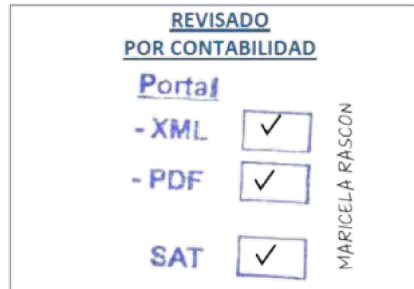 REVISADO
POR CONTABILIDAD
Portal
- XML ✓
- PDF ✓
SAT ✓
MARICELA RASCON